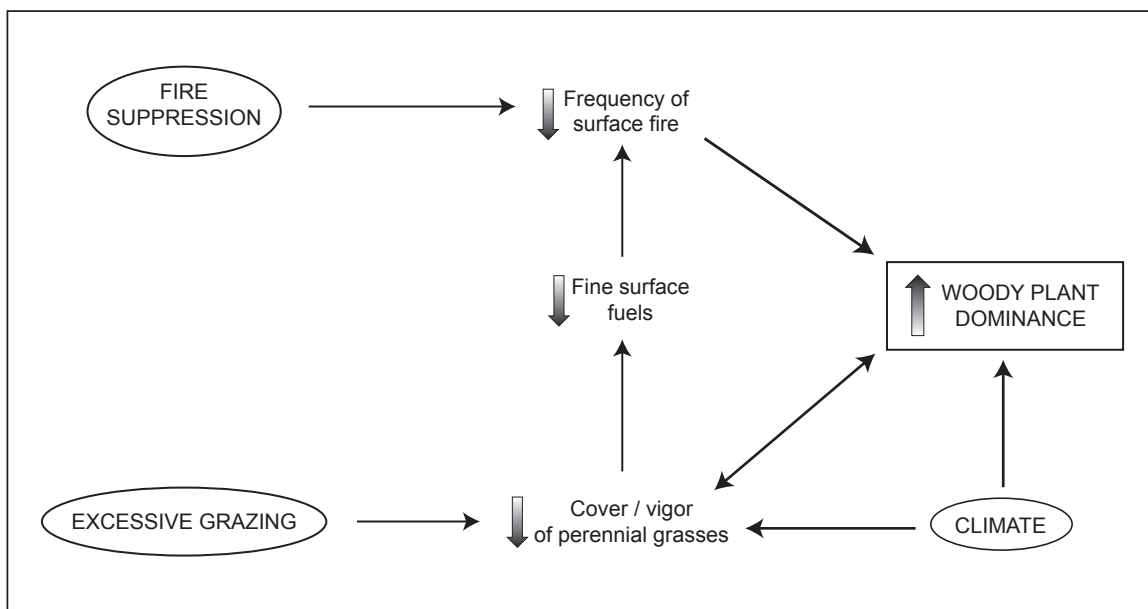 FIRE
SUPPRESSION
Frequency of
surface fire
Fine surface
fuels
WOODY PLANT
DOMINANCE
EXCESSIVE GRAZING
Cover / vigor
of perennial grasses
CLIMATE